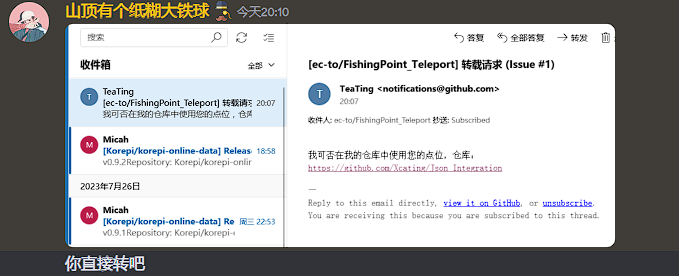 山顶有个纸糊大铁球 今天20:10
搜索
收件箱 全部
TeaTing
[ec-to/FishingPoint_Teleport] 转载请求 20:07
我可否在我的仓库中使用您的点位，仓库
Micah
[Korepi/korepi-online-data] Releas 18:58
v0.9.2Repository: Korepi/korepi-onlin
2023年7月26日
Micah
[Korepi/korepi-online-data] Re 周三 22:53
v0.9.1Repository: Korepi/korepi-
答复 全部答复 转发
[ec-to/FishingPoint_Teleport] 转载请求 (Issue #1)
T
TeaTing <notifications@github.com>
20:07
收件人: ec-to/FishingPoint_Teleport 抄送: Subscribed
我可否在我的仓库中使用您的点位，仓库：
https://github.com/Xcating/Json_Integration
—
Reply to this email directly, view it on GitHub, or unsubscribe.
You are receiving this because you are subscribed to this thread.
你直接转吧